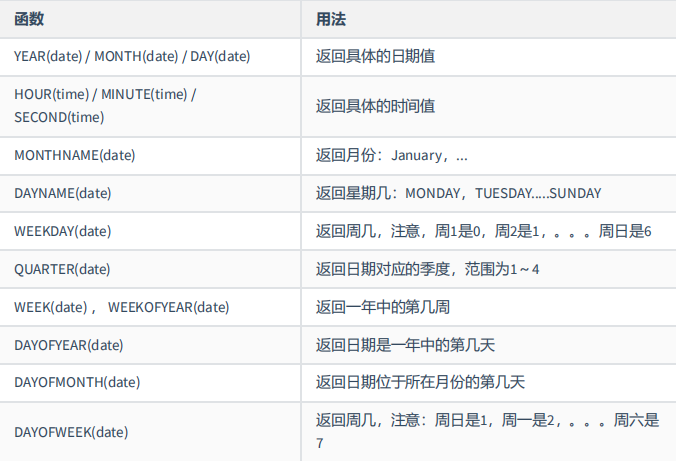 函数 用法
YEAR(date) / MONTH(date) / DAY(date) 返回具体的日期值
HOUR(time) / MINUTE(time) /
SECOND(time) 返回具体的时间值
MONTHNAME(date) 返回月份：January，...
DAYNAME(date) 返回星期几：MONDAY，TUESDAY.....SUNDAY
WEEKDAY(date) 返回周几，注意，周1是0，周2是1，。。。周日是6
QUARTER(date) 返回日期对应的季度，范围为1～4
WEEK(date) ， WEEKOFYEAR(date) 返回一年中的第几周
DAYOFYEAR(date) 返回日期是一年中的第几天
DAYOFMONTH(date) 返回日期位于所在月份的第几天
DAYOFWEEK(date) 返回周几，注意：周日是1，周一是2，。。。周六是
7